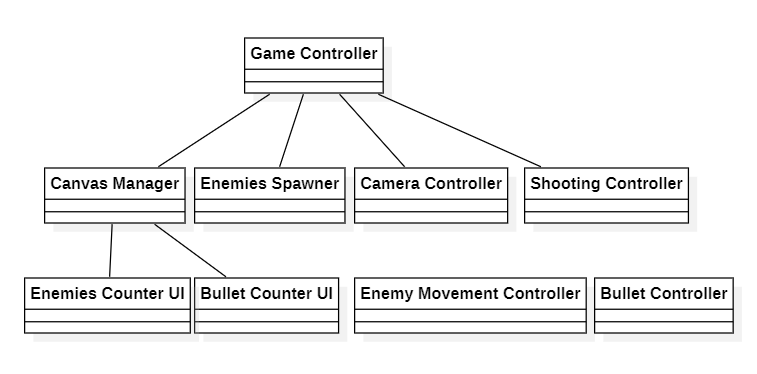 Game Controller
Canvas Manager
Enemies Spawner
Camera Controller
Shooting Controller
Enemies Counter UI
Bullet Counter UI
Enemy Movement Controller
Bullet Controller